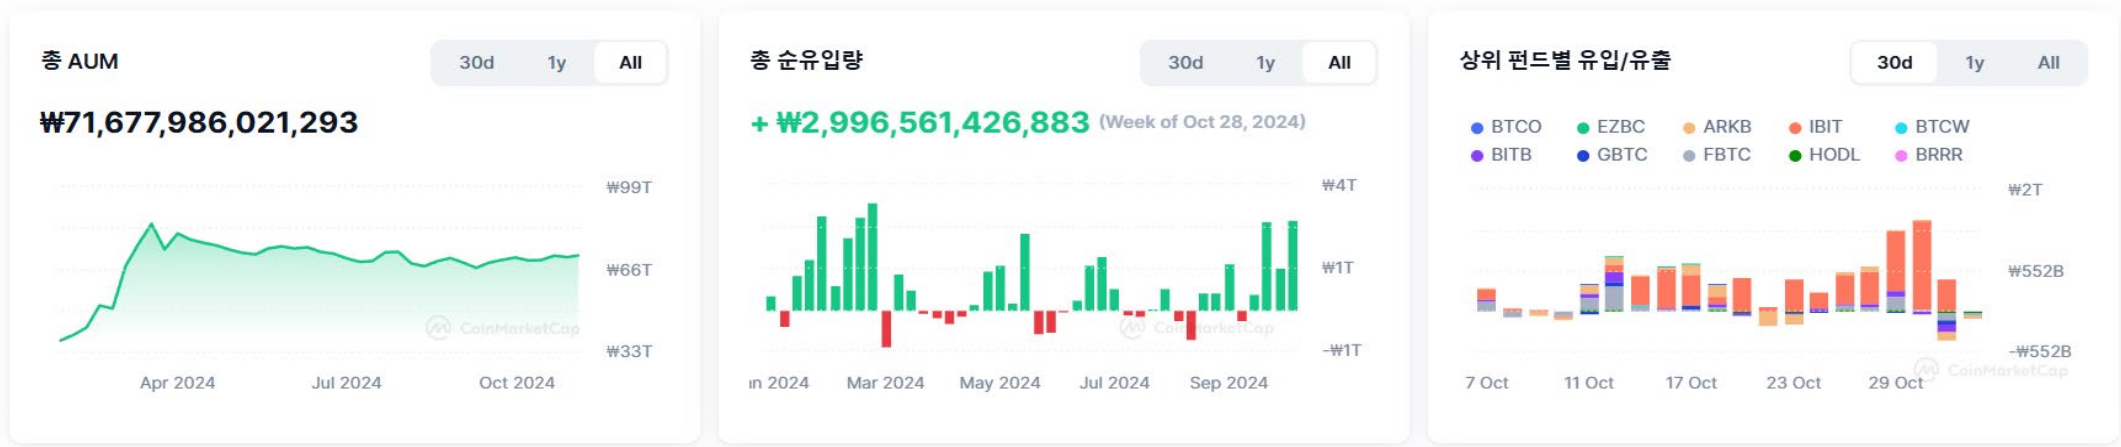 총 AUM
30d 1y All
₩71,677,986,021,293
₩99T
₩66T
₩33T
CoinMarketCap
Apr 2024 Jul 2024 Oct 2024
총 순유입량
30d 1y All
+ ₩2,996,561,426,883 (Week of Oct 28, 2024)
₩4T
₩1T
-₩1T
CoinMarketCap
n 2024 Mar 2024 May 2024 Jul 2024 Sep 2024
상위 펀드별 유입/유출
30d 1y All
BTCO EZBC ARKB IBIT BTCW
BITB GBTC FBTC HODL BRRR
₩2T
₩552B
-₩552B
CoinMarketCap
7 Oct 11 Oct 17 Oct 23 Oct 29 Oct